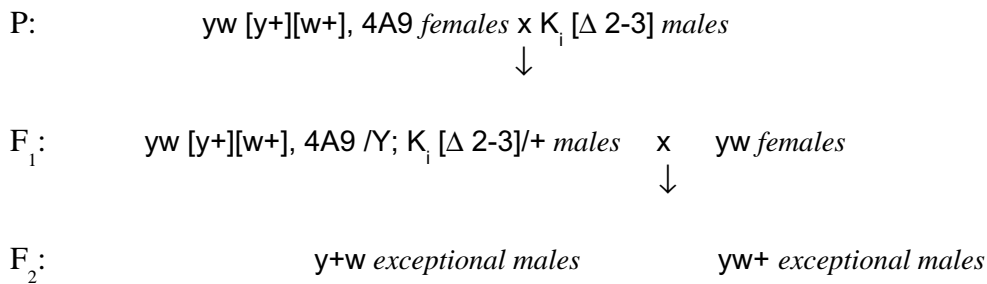 P: yw [y+][w+], 4A9 females x Ki [Δ 2-3] males
↓
F1: yw [y+][w+], 4A9 /Y; Ki [Δ 2-3]/+ males x yw females
↓
F2: y+w exceptional males yw+ exceptional males